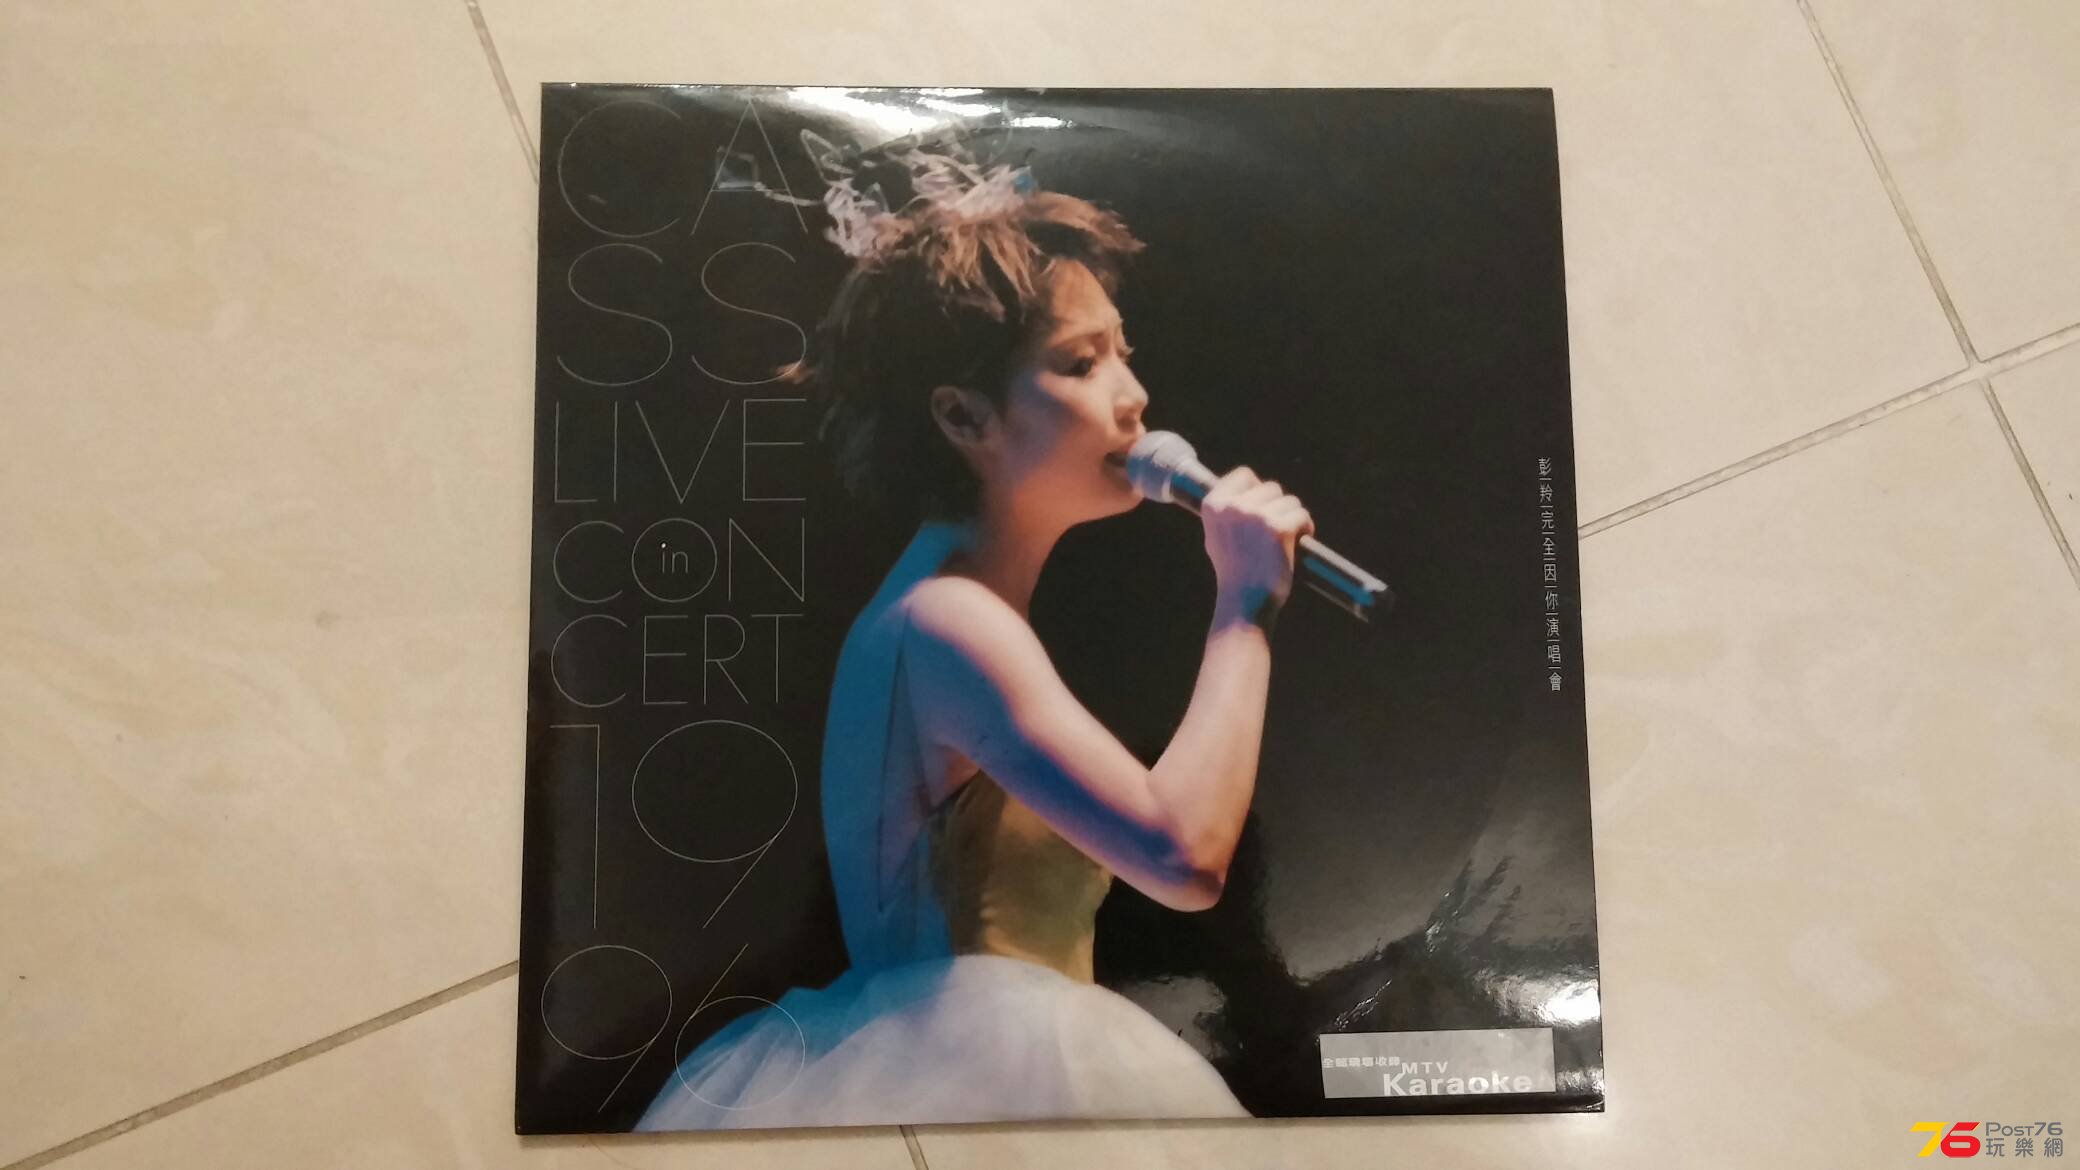 CA
SS
LIVE
CON
in
CERT
19
96
彭羚完全因你演唱會
全部現場收錄
MTV
Karaoke
76 POST76
玩樂網